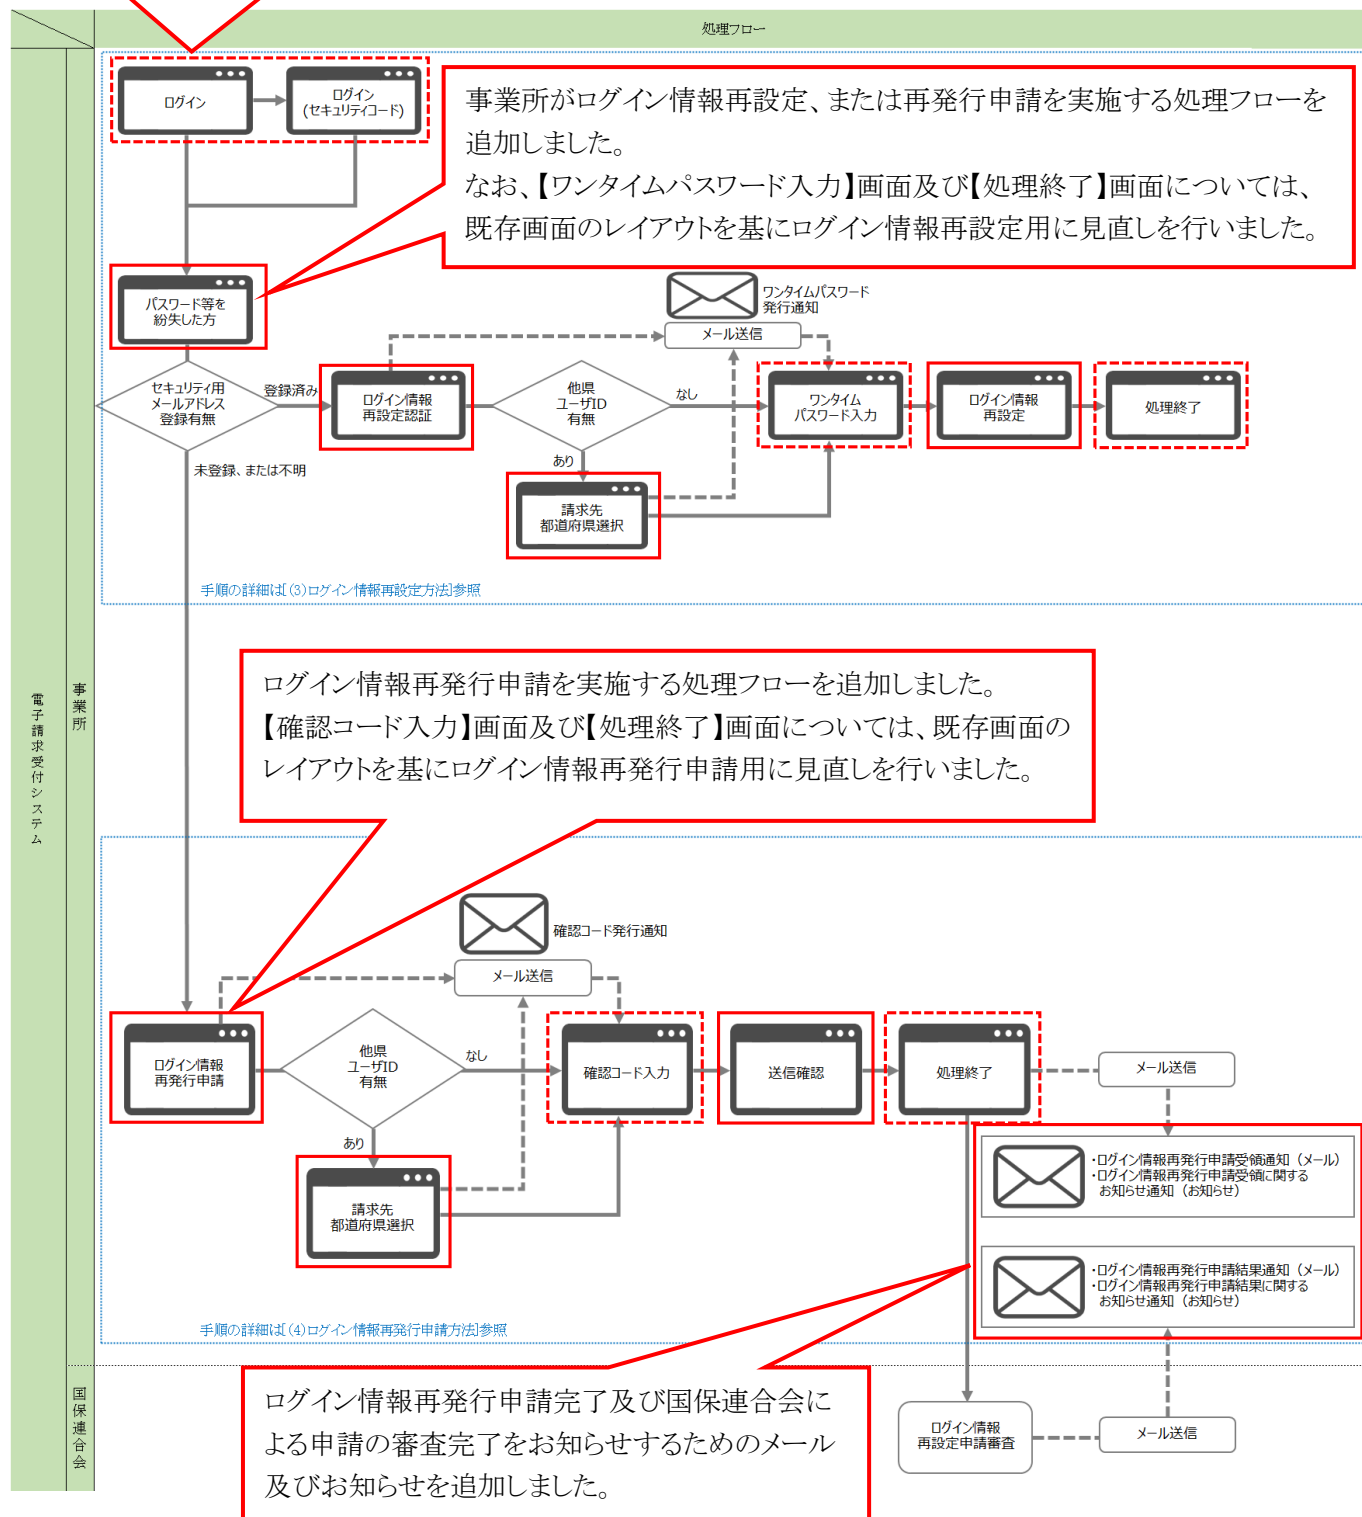 処理フロー
電子請求受付システム
事業所
国保連合会
ログイン
ログイン
(セキュリティコード)
事業所がログイン情報再設定、または再発行申請を実施する処理フローを
追加しました。
なお、【ワンタイムパスワード入力】画面及び【処理終了】画面については、
既存画面のレイアウトを基にログイン情報再設定用に見直しを行いました。
パスワード等を
紛失した方
ワンタイムパスワード
発行通知
メール送信
セキュリティ用
メールアドレス
登録有無
登録済み
ログイン情報
再設定認証
他県
ユーザID
有無
なし
ワンタイム
パスワード入力
ログイン情報
再設定
処理終了
あり
未登録、または不明
請求先
都道府県選択
手順の詳細は[(3)ログイン情報再設定方法]参照
ログイン情報再発行申請を実施する処理フローを追加しました。
【確認コード入力】画面及び【処理終了】画面については、既存画面の
レイアウトを基にログイン情報再発行申請用に見直しを行いました。
確認コード発行通知
メール送信
ログイン情報
再発行申請
他県
ユーザID
有無
なし
確認コード入力
送信確認
処理終了
メール送信
あり
請求先
都道府県選択
・ログイン情報再発行申請受領通知（メール）
・ログイン情報再発行申請受領に関する
お知らせ通知（お知らせ）
・ログイン情報再発行申請結果通知（メール）
・ログイン情報再発行申請結果に関する
お知らせ通知（お知らせ）
手順の詳細は[(4)ログイン情報再発行申請方法]参照
ログイン情報再発行申請完了及び国保連合会に
よる申請の審査完了をお知らせするためのメール
及びお知らせを追加しました。
ログイン情報
再設定申請審査
メール送信